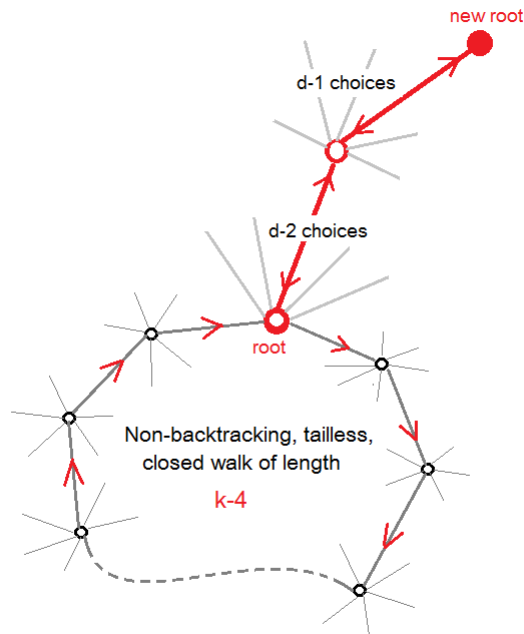 new root
d-1 choices
d-2 choices
root
Non-backtracking, tailless,
closed walk of length
k-4